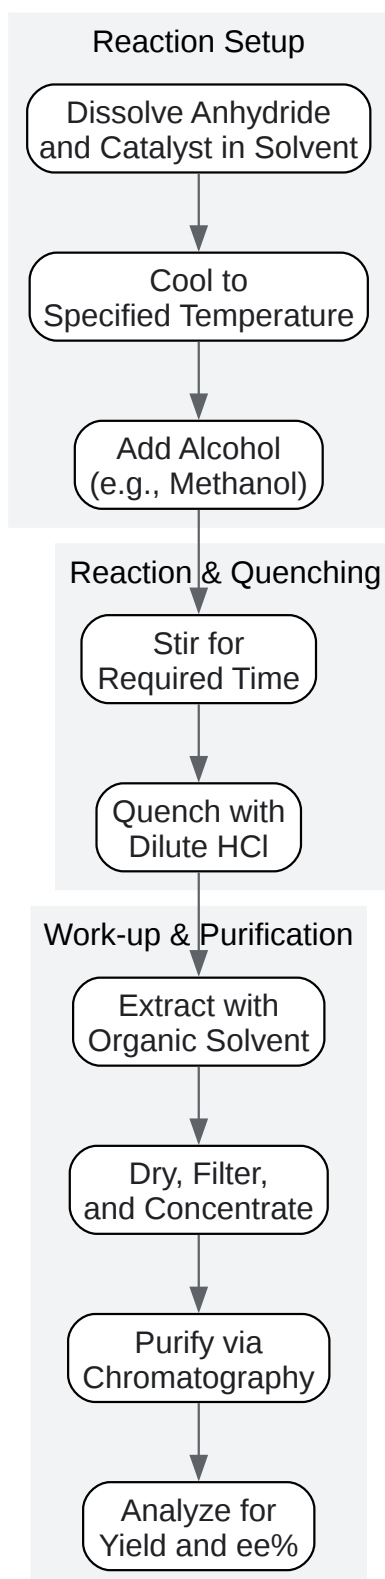 Reaction Setup
Dissolve Anhydride
and Catalyst in Solvent
Cool to
Specified Temperature
Add Alcohol
(e.g., Methanol)
Reaction & Quenching
Stir for
Required Time
Quench with
Dilute HCl
Work-up & Purification
Extract with
Organic Solvent
Dry, Filter,
and Concentrate
Purify via
Chromatography
Analyze for
Yield and ee%